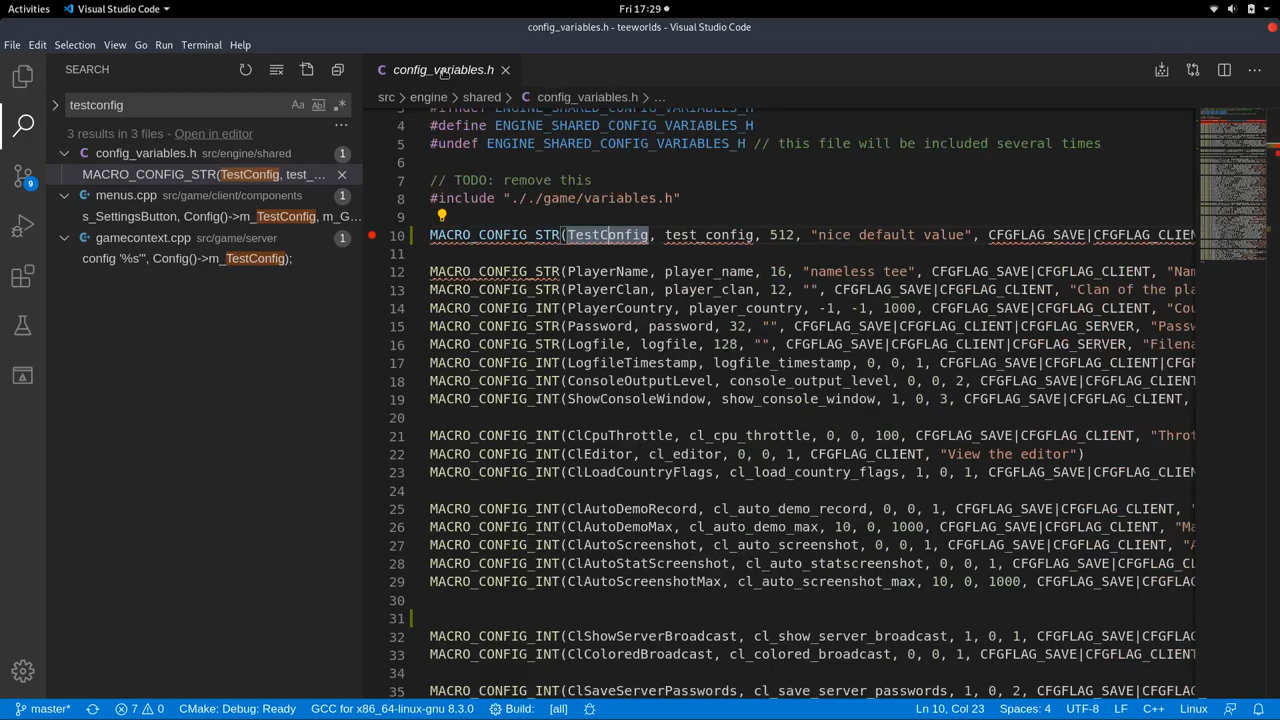 Activities
Visual Studio Code
Fri 17:29
config_variables.h - teeworlds - Visual Studio Code
File Edit Selection View Go Run Terminal Help
SEARCH
testconfig
Aa Abl .*
3 results in 3 files - Open in editor
config_variables.h src/engine/shared 1
MACRO_CONFIG_STR(TestConfig, test_...
menus.cpp src/game/client/components 1
s_SettingsButton, Config()->m_TestConfig, m_G...
gamecontext.cpp src/game/server 1
config '%s'", Config()->m_TestConfig);
9
C config_variables.h
src > engine > shared > C config_variables.h > ...
4 #define ENGINE_SHARED_CONFIG_VARIABLES_H
5 #undef ENGINE_SHARED_CONFIG_VARIABLES_H // this file will be included several times
6
7 // TODO: remove this
8 #include "././game/variables.h"
9
10 MACRO_CONFIG_STR(TestConfig, test_config, 512, "nice default value", CFGFLAG_SAVE|CFGFLAG_CLIEN
11
12 MACRO_CONFIG_STR(PlayerName, player_name, 16, "nameless tee", CFGFLAG_SAVE|CFGFLAG_CLIENT, "Nam
13 MACRO_CONFIG_STR(PlayerClan, player_clan, 12, "", CFGFLAG_SAVE|CFGFLAG_CLIENT, "Clan of the pla
14 MACRO_CONFIG_INT(PlayerCountry, player_country, -1, -1, 1000, CFGFLAG_SAVE|CFGFLAG_CLIENT, "Cou
15 MACRO_CONFIG_STR(Password, password, 32, "", CFGFLAG_SAVE|CFGFLAG_CLIENT|CFGFLAG_SERVER, "Passw
16 MACRO_CONFIG_STR(Logfile, logfile, 128, "", CFGFLAG_SAVE|CFGFLAG_CLIENT|CFGFLAG_SERVER, "Filena
17 MACRO_CONFIG_INT(LogfileTimestamp, logfile_timestamp, 0, 0, 1, CFGFLAG_SAVE|CFGFLAG_CLIENT|CFGF
18 MACRO_CONFIG_INT(ConsoleOutputLevel, console_output_level, 0, 0, 2, CFGFLAG_SAVE|CFGFLAG_CLIENT
19 MACRO_CONFIG_INT(ShowConsoleWindow, show_console_window, 1, 0, 3, CFGFLAG_SAVE|CFGFLAG_CLIENT,
20
21 MACRO_CONFIG_INT(ClCpuThrottle, cl_cpu_throttle, 0, 0, 100, CFGFLAG_SAVE|CFGFLAG_CLIENT, "Throt
22 MACRO_CONFIG_INT(ClEditor, cl_editor, 0, 0, 1, CFGFLAG_CLIENT, "View the editor")
23 MACRO_CONFIG_INT(ClLoadCountryFlags, cl_load_country_flags, 1, 0, 1, CFGFLAG_SAVE|CFGFLAG_CLIEN
24
25 MACRO_CONFIG_INT(ClAutoDemoRecord, cl_auto_demo_record, 0, 0, 1, CFGFLAG_SAVE|CFGFLAG_CLIENT, "
26 MACRO_CONFIG_INT(ClAutoDemoMax, cl_auto_demo_max, 10, 0, 1000, CFGFLAG_SAVE|CFGFLAG_CLIENT, "Ma
27 MACRO_CONFIG_INT(ClAutoScreenshot, cl_auto_screenshot, 0, 0, 1, CFGFLAG_SAVE|CFGFLAG_CLIENT, "A
28 MACRO_CONFIG_INT(ClAutoStatScreenshot, cl_auto_statscreenshot, 0, 0, 1, CFGFLAG_SAVE|CFGFLAG_CL
29 MACRO_CONFIG_INT(ClAutoScreenshotMax, cl_auto_screenshot_max, 10, 0, 1000, CFGFLAG_SAVE|CFGFLAG
30
31
32 MACRO_CONFIG_INT(ClShowServerBroadcast, cl_show_server_broadcast, 1, 0, 1, CFGFLAG_SAVE|CFGFLAG
33 MACRO_CONFIG_INT(ClColoredBroadcast, cl_colored_broadcast, 0, 0, 1, CFGFLAG_SAVE|CFGFLAG_CLIENT
34
35 MACRO_CONFIG_INT(ClSaveServerPasswords, cl_save_server_passwords, 1, 0, 2, CFGFLAG_SAVE|CFGFLAG
master* 7 0 CMake: Debug: Ready GCC for x86_64-linux-gnu 8.3.0 Build: [all] Ln 10, Col 23 Spaces: 4 UTF-8 LF C++ Linux